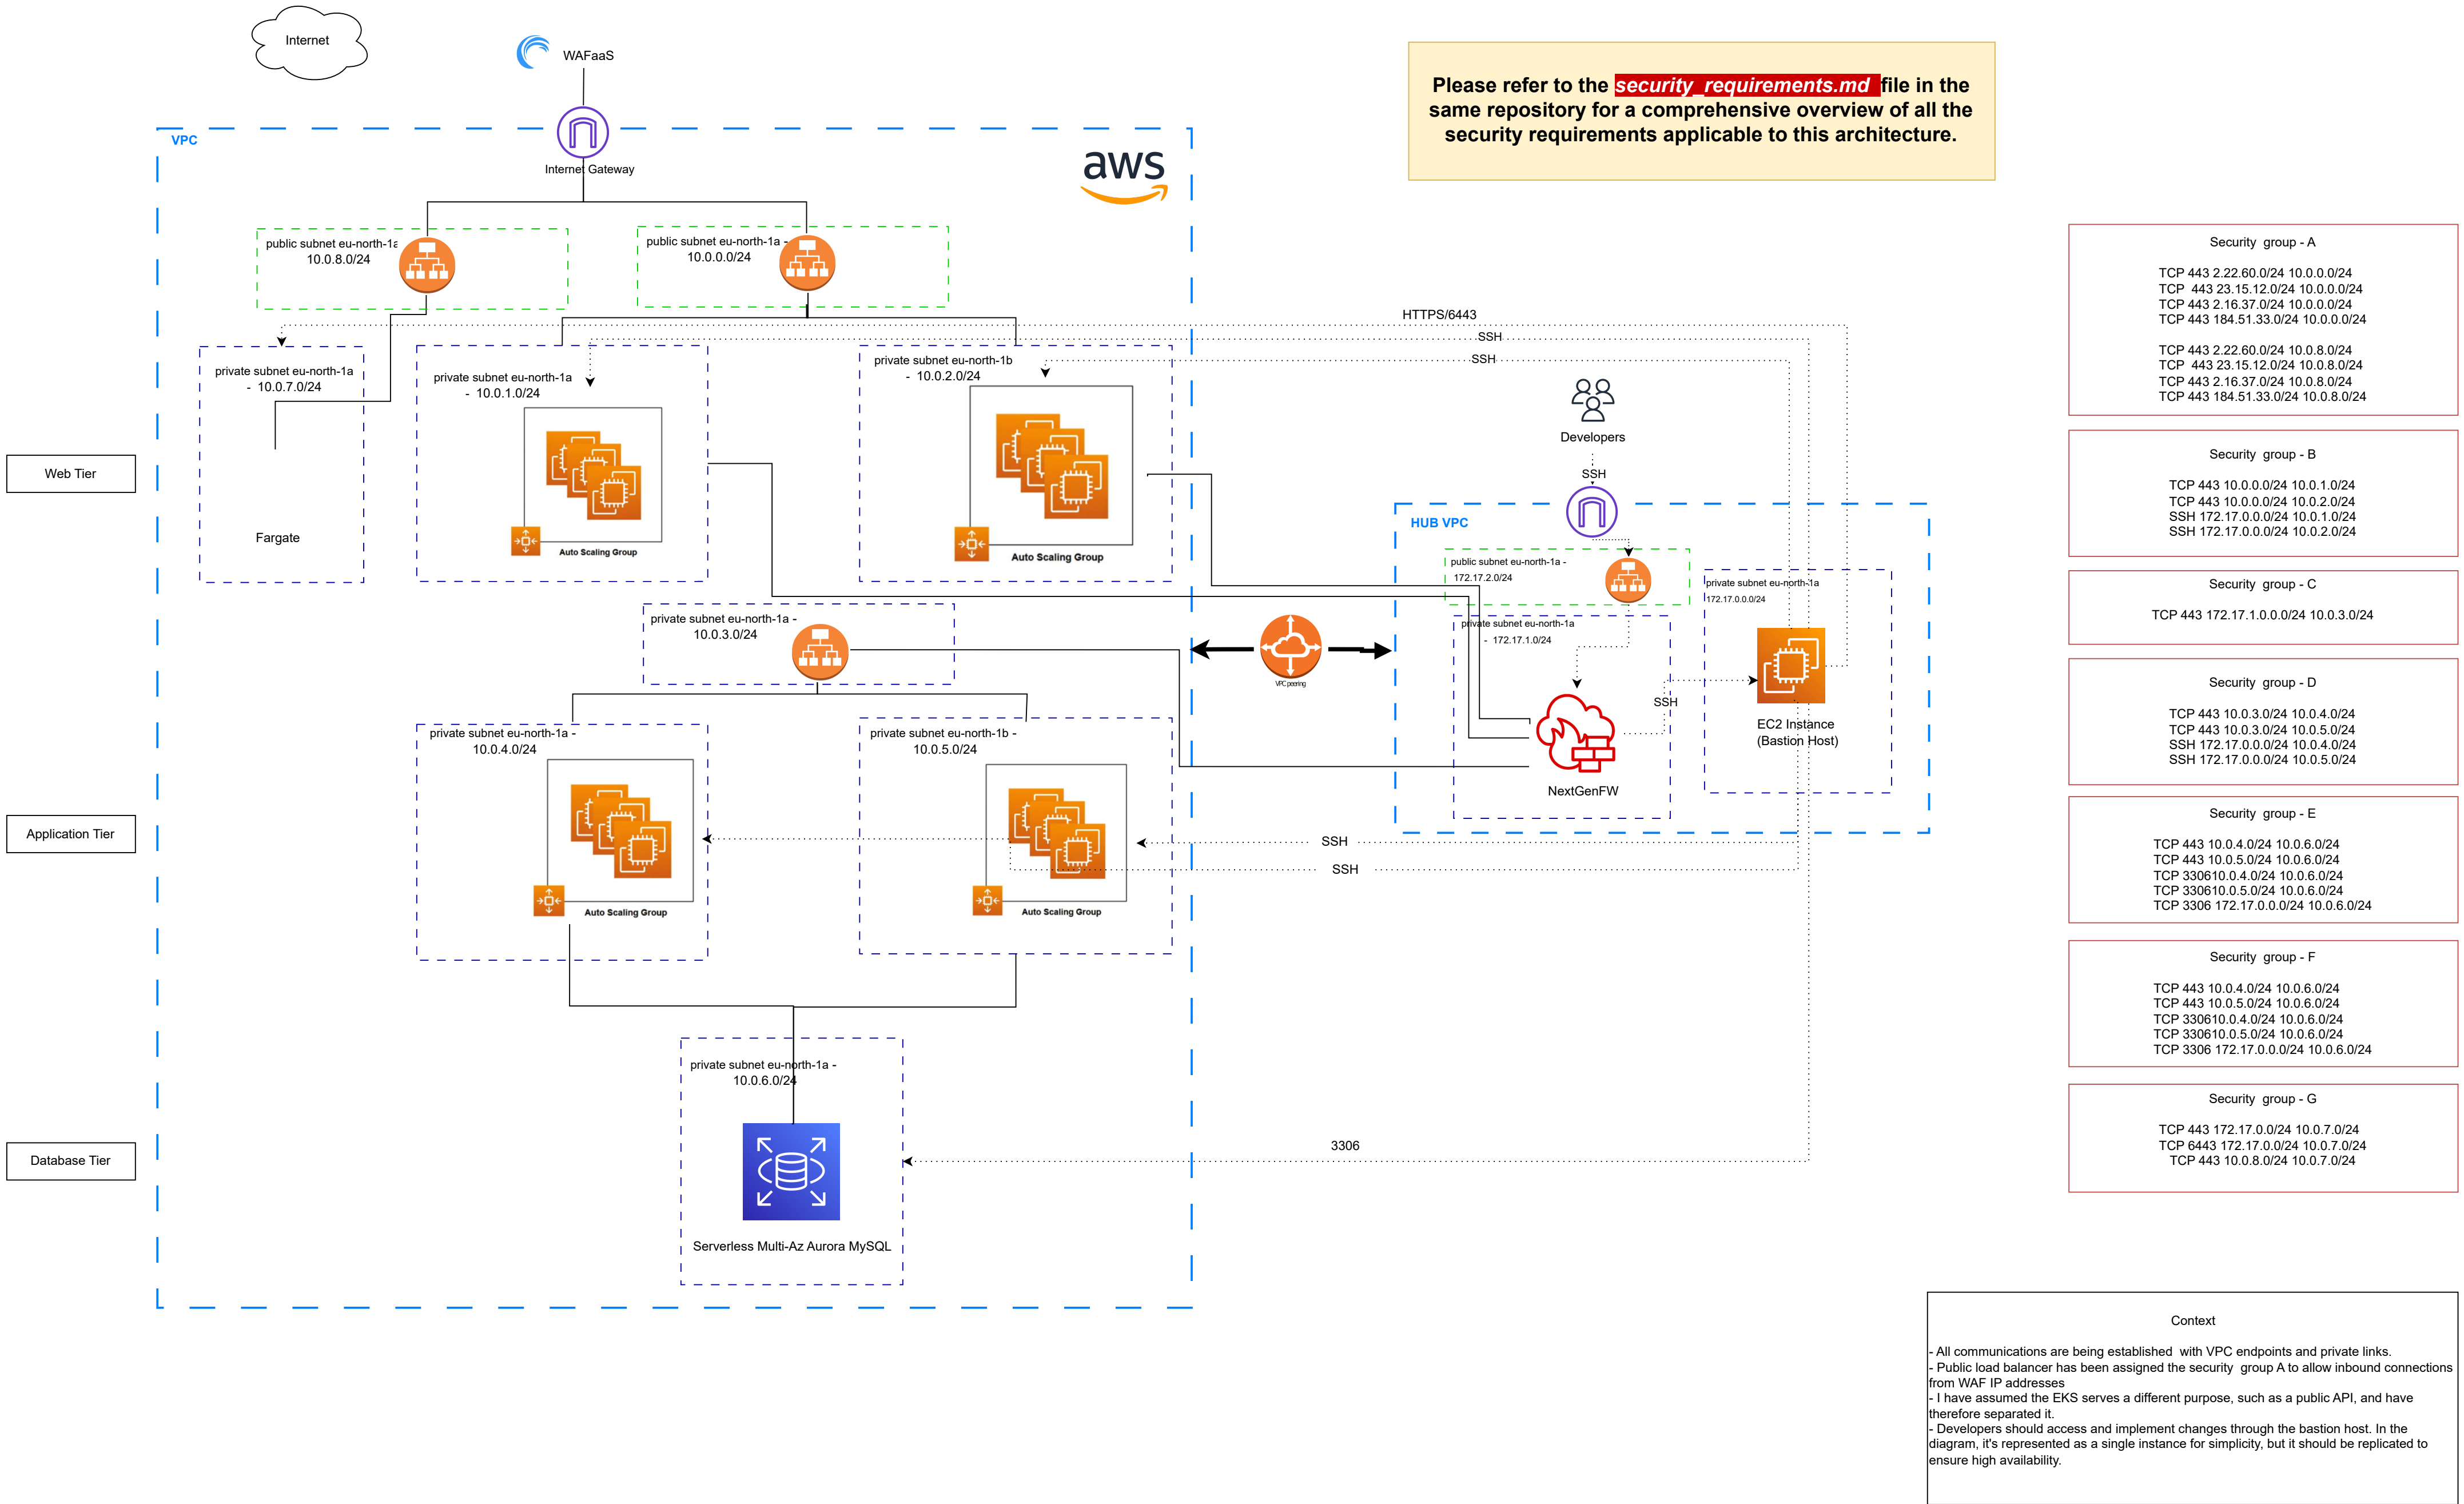 Internet
WAFaaS
Please refer to the security_requirements.md file in the
same repository for a comprehensive overview of all the
security requirements applicable to this architecture.
VPC
Internet Gateway
aws
public subnet eu-north-1a
10.0.8.0/24
public subnet eu-north-1a -
10.0.0.0/24
HTTPS/6443
SSH
SSH
private subnet eu-north-1a
- 10.0.7.0/24
private subnet eu-north-1a
- 10.0.1.0/24
private subnet eu-north-1b
- 10.0.2.0/24
Developers
SSH
Web Tier
Fargate
Auto Scaling Group
Auto Scaling Group
HUB VPC
public subnet eu-north-1a -
172.17.2.0/24
private subnet eu-north-1a
172.17.0.0.0/24
private subnet eu-north-1a
- 172.17.1.0/24
private subnet eu-north-1a -
10.0.3.0/24
VPC peering
SSH
EC2 Instance
(Bastion Host)
NextGenFW
private subnet eu-north-1a -
10.0.4.0/24
private subnet eu-north-1b -
10.0.5.0/24
Application Tier
SSH
SSH
Auto Scaling Group
Auto Scaling Group
private subnet eu-north-1a -
10.0.6.0/24
Database Tier
3306
Serverless Multi-Az Aurora MySQL
Security group - A
TCP 443 2.22.60.0/24 10.0.0.0/24
TCP 443 23.15.12.0/24 10.0.0.0/24
TCP 443 2.16.37.0/24 10.0.0.0/24
TCP 443 184.51.33.0/24 10.0.0.0/24
TCP 443 2.22.60.0/24 10.0.8.0/24
TCP 443 23.15.12.0/24 10.0.8.0/24
TCP 443 2.16.37.0/24 10.0.8.0/24
TCP 443 184.51.33.0/24 10.0.8.0/24
Security group - B
TCP 443 10.0.0.0/24 10.0.1.0/24
TCP 443 10.0.0.0/24 10.0.2.0/24
SSH 172.17.0.0.0/24 10.0.1.0/24
SSH 172.17.0.0.0/24 10.0.2.0/24
Security group - C
TCP 443 172.17.1.0.0.0/24 10.0.3.0/24
Security group - D
TCP 443 10.0.3.0/24 10.0.4.0/24
TCP 443 10.0.3.0/24 10.0.5.0/24
SSH 172.17.0.0.0/24 10.0.4.0/24
SSH 172.17.0.0.0/24 10.0.5.0/24
Security group - E
TCP 443 10.0.4.0/24 10.0.6.0/24
TCP 443 10.0.5.0/24 10.0.6.0/24
TCP 330610.0.4.0/24 10.0.6.0/24
TCP 330610.0.5.0/24 10.0.6.0/24
TCP 3306 172.17.0.0.0/24 10.0.6.0/24
Security group - F
TCP 443 10.0.4.0/24 10.0.6.0/24
TCP 443 10.0.5.0/24 10.0.6.0/24
TCP 330610.0.4.0/24 10.0.6.0/24
TCP 330610.0.5.0/24 10.0.6.0/24
TCP 3306 172.17.0.0.0/24 10.0.6.0/24
Security group - G
TCP 443 172.17.0.0/24 10.0.7.0/24
TCP 6443 172.17.0.0/24 10.0.7.0/24
TCP 443 10.0.8.0/24 10.0.7.0/24
Context
- All communications are being established with VPC endpoints and private links.
- Public load balancer has been assigned the security group A to allow inbound connections
from WAF IP addresses
- I have assumed the EKS serves a different purpose, such as a public API, and have
therefore separated it.
- Developers should access and implement changes through the bastion host. In the
diagram, it's represented as a single instance for simplicity, but it should be replicated to
ensure high availability.